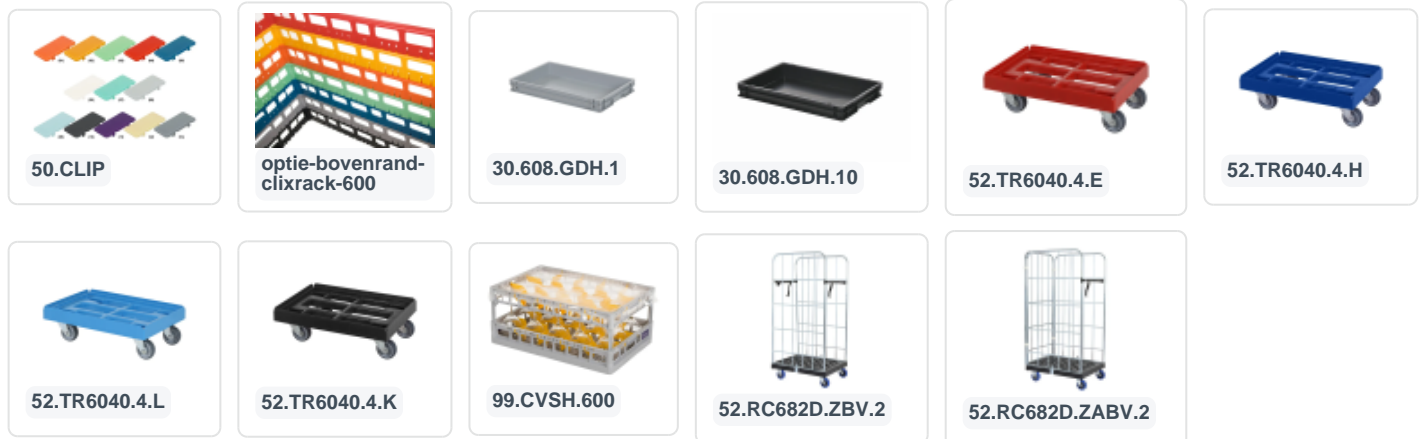 50.CLIP
optie-bovenrand-
clixrack-600
30.608.GDH.1
30.608.GDH.10
52.TR6040.4.E
52.TR6040.4.H
52.TR6040.4.L
52.TR6040.4.K
99.CVSH.600
52.RC682D.ZBV.2
52.RC682D.ZABV.2